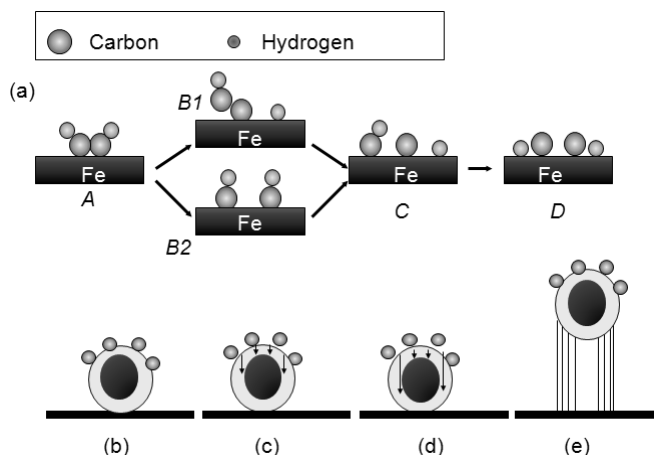 Carbon Hydrogen
(a)
B1
Fe
Fe
A
Fe
B2
Fe
C
Fe
D
(b) (c) (d) (e)